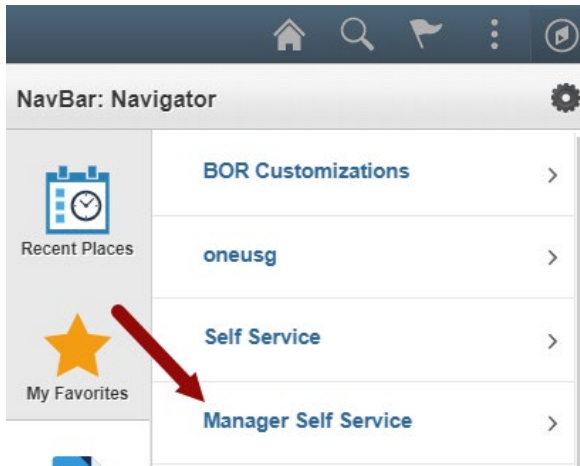 NavBar: Navigator
Recent Places
My Favorites
BOR Customizations
oneusg
Self Service
Manager Self Service